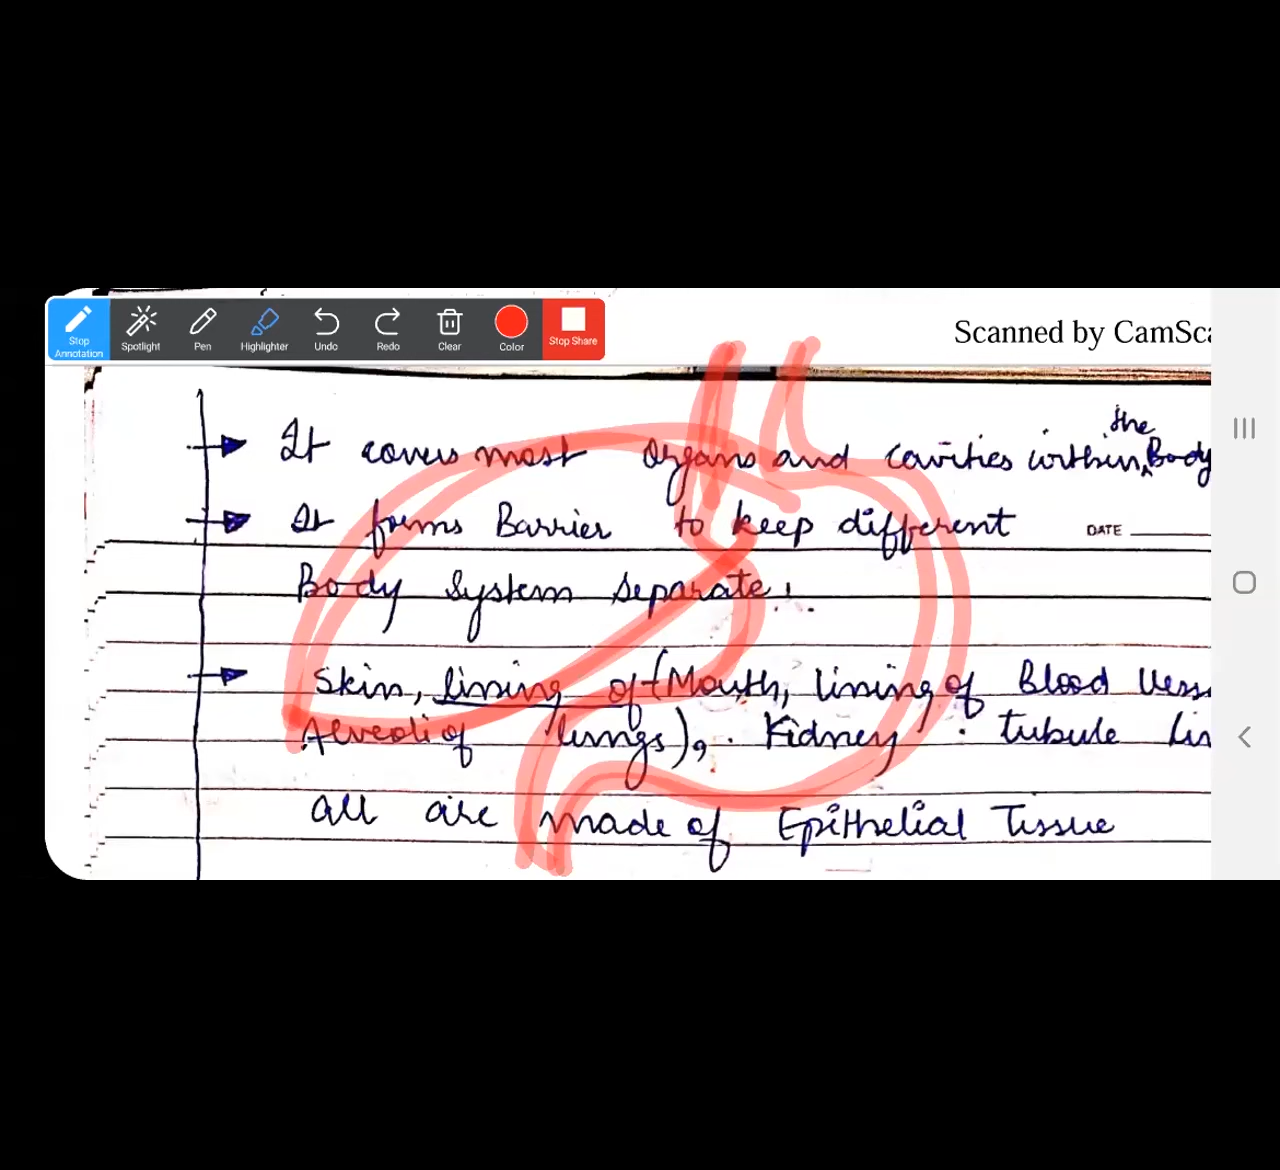 Stop Annotation Spotlight Pen Highlighter Undo Redo Clear Color Stop Share
Scanned by CamSca
the
It covers most organs and cavities within Body
It forms Barrier to keep different
DATE
Body System separate.
Skin, lining of (Mouth, lining of Blood Vess
Alveoli of lungs), Kidney tubule lin
all are made of Epithelial Tissue